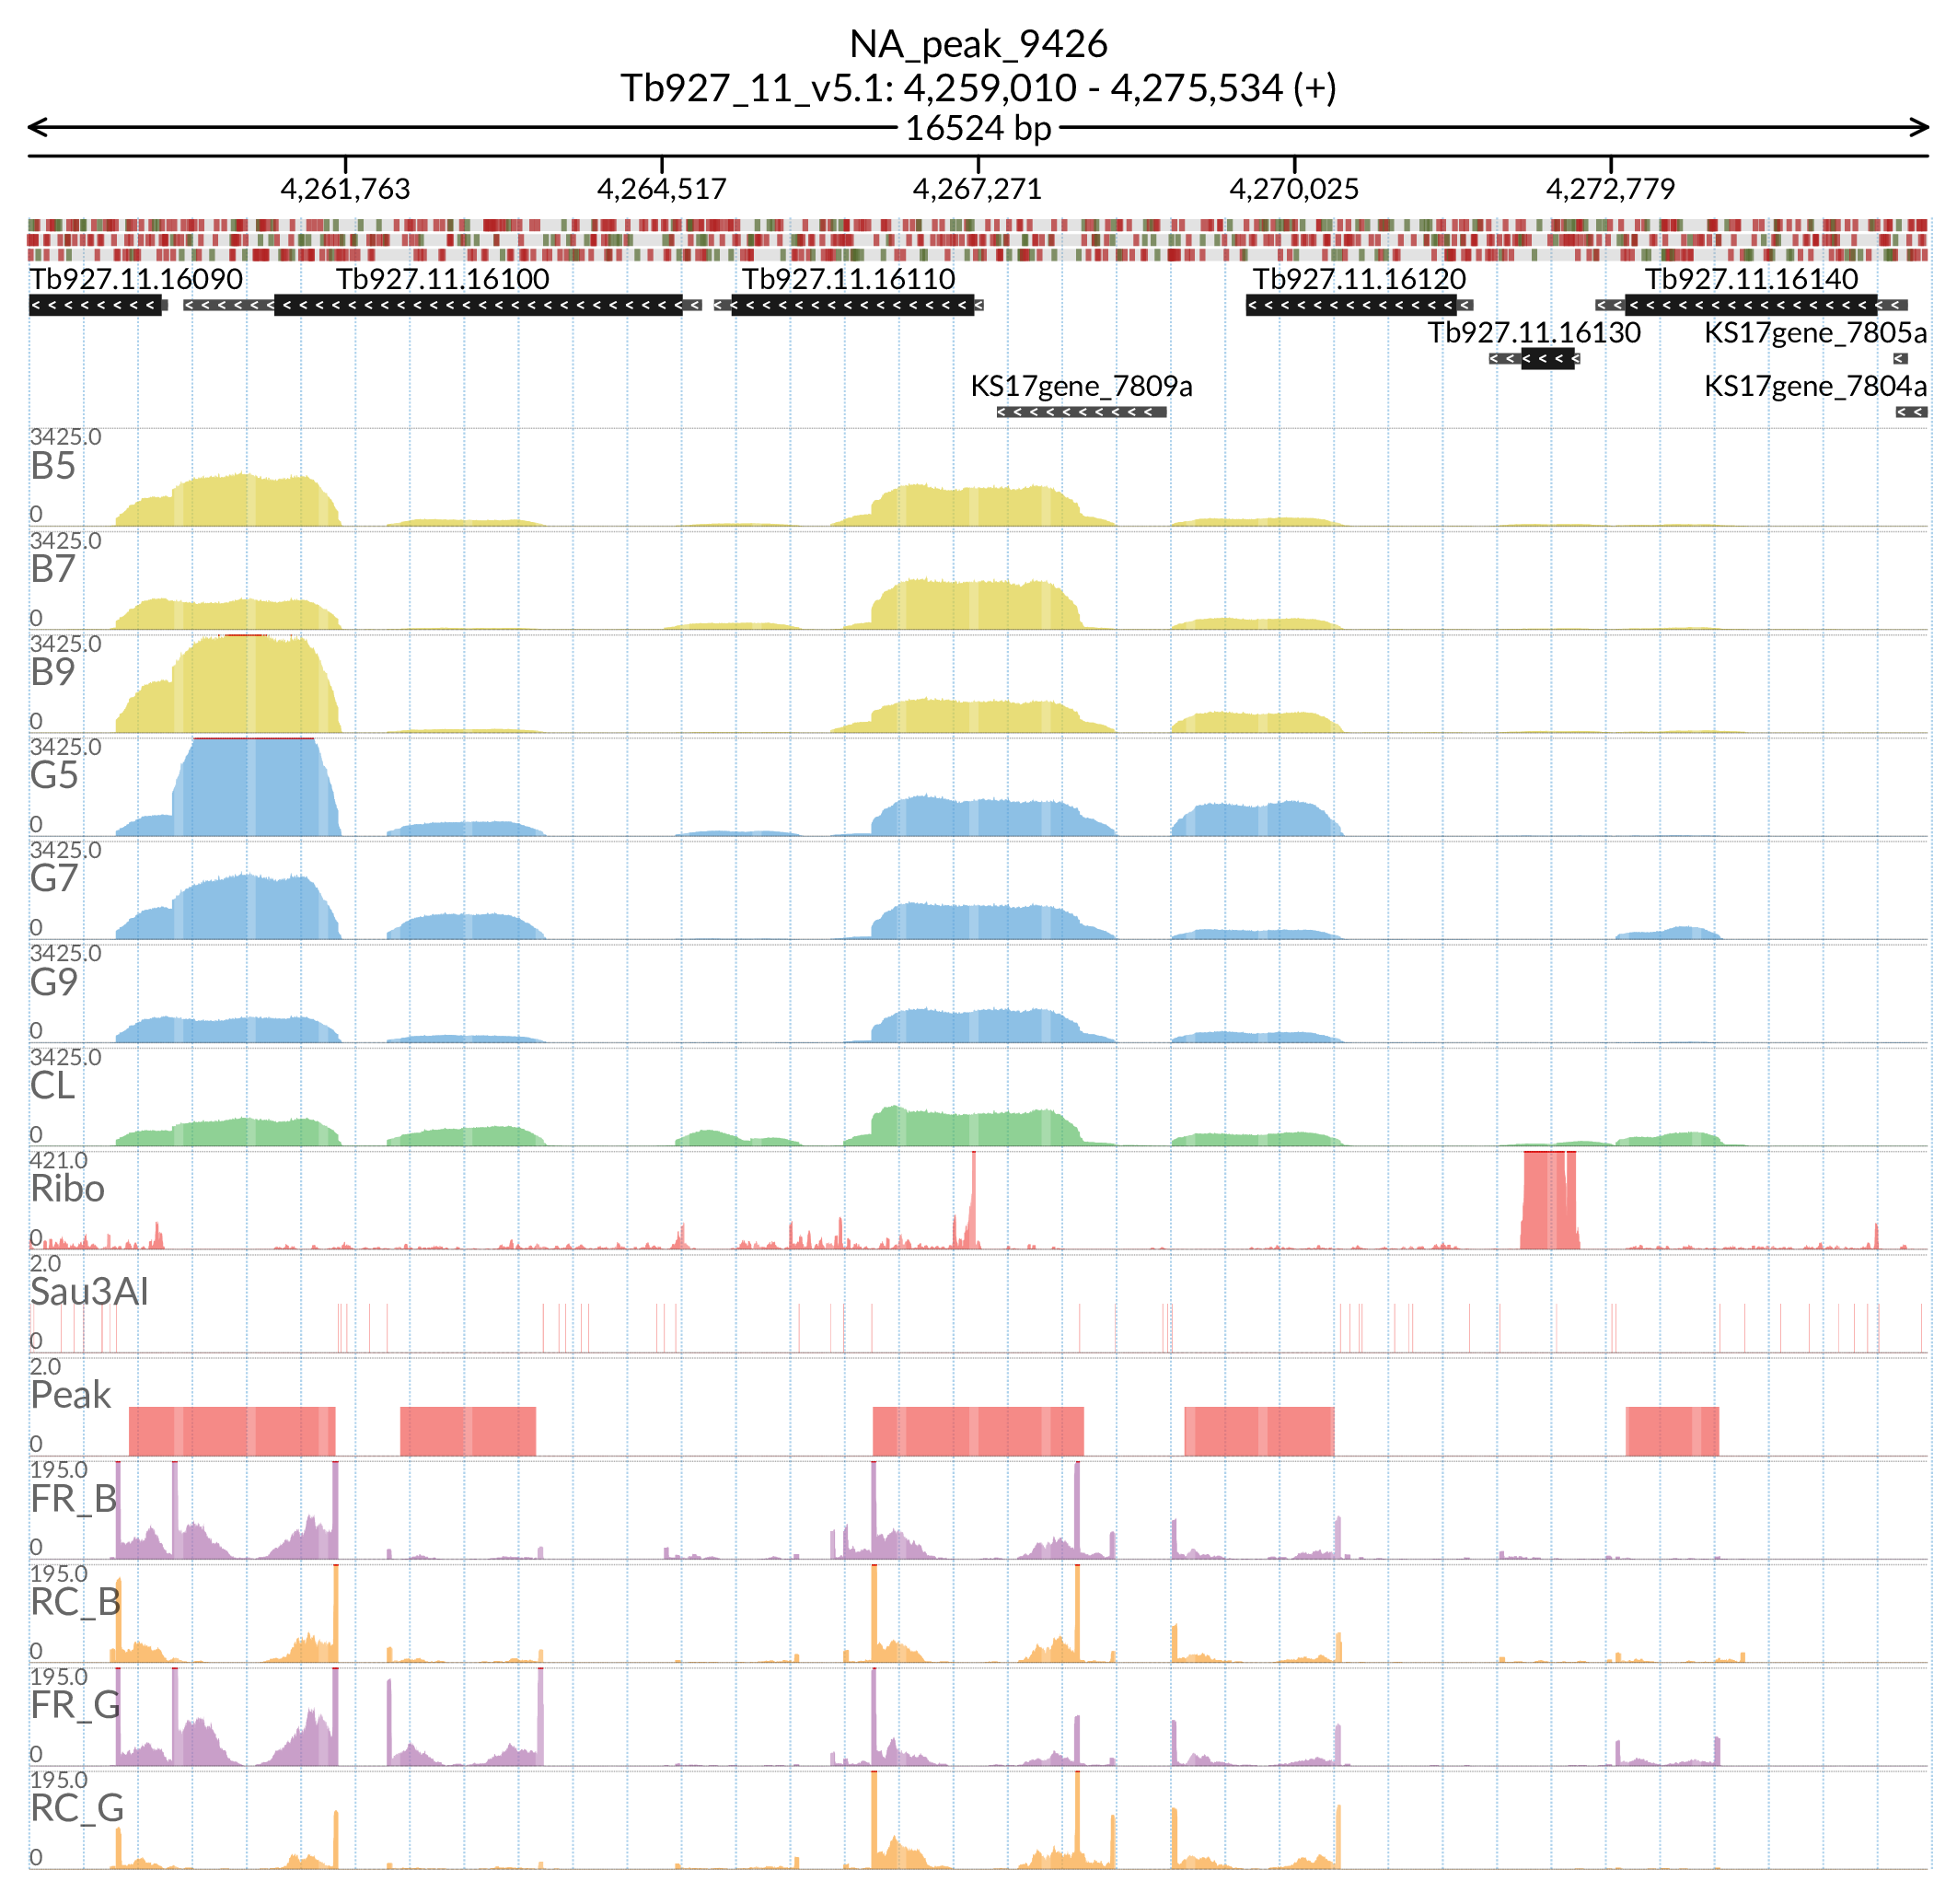 NA_peak_9426
Tb927_11_v5.1: 4,259,010 - 4,275,534 (+)
16524 bp
4,261,763 4,264,517 4,267,271 4,270,025 4,272,779
Tb927.11.16090 Tb927.11.16100 Tb927.11.16110 Tb927.11.16120 Tb927.11.16140
Tb927.11.16130 KS17gene_7805a
KS17gene_7809a KS17gene_7804a
3425.0
B5
0
3425.0
B7
0
3425.0
B9
0
3425.0
G5
0
3425.0
G7
0
3425.0
G9
0
3425.0
CL
0
421.0
Ribo
0
2.0
Sau3AI
0
2.0
Peak
0
195.0
FR_B
0
195.0
RC_B
0
195.0
FR_G
0
195.0
RC_G
0